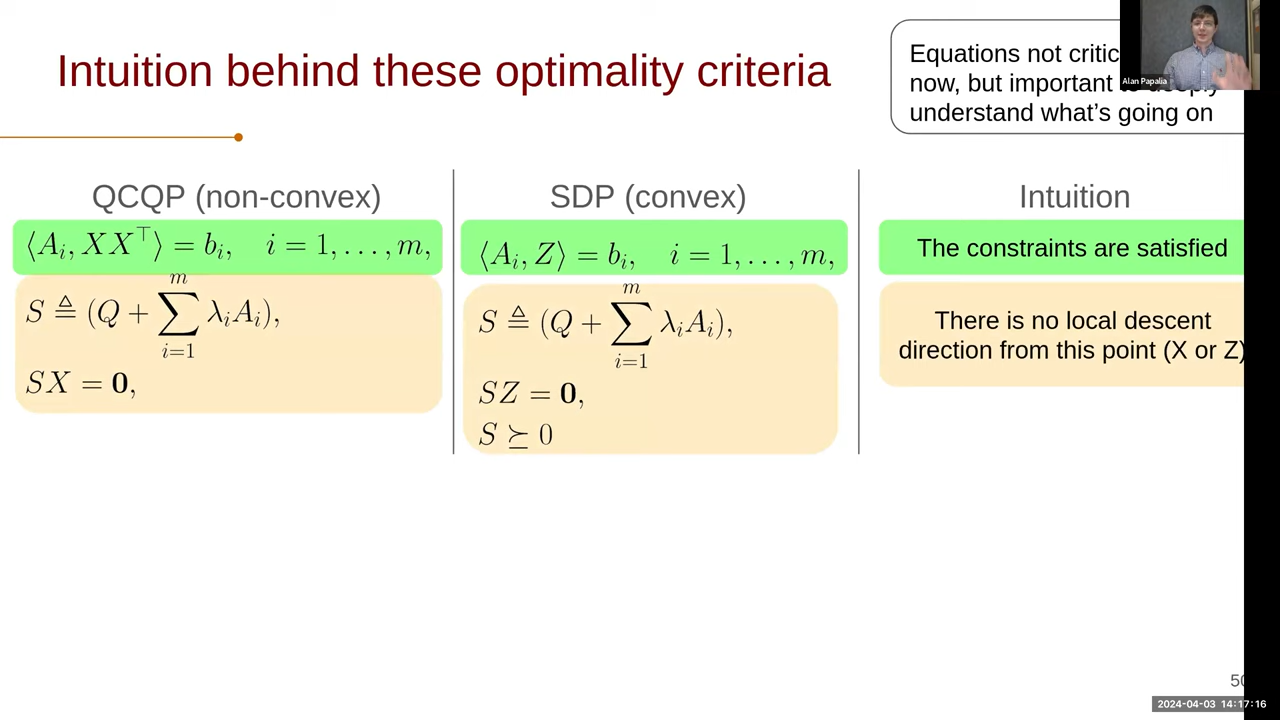 Intuition behind these optimality criteria
Equations not critic
now, but important
understand what's going on
Alan Papalia
QCQP (non-convex)
⟨A_i, XX^⊤⟩ = b_i, i = 1, . . . , m,
S ≜ (Q + ∑_{i=1}^{m} λ_i A_i),
SX = 0,
SDP (convex)
⟨A_i, Z⟩ = b_i, i = 1, . . . , m,
S ≜ (Q + ∑_{i=1}^{m} λ_i A_i),
SZ = 0,
S ⪰ 0
Intuition
The constraints are satisfied
There is no local descent
direction from this point (X or Z)
2024-04-03 14:17:16